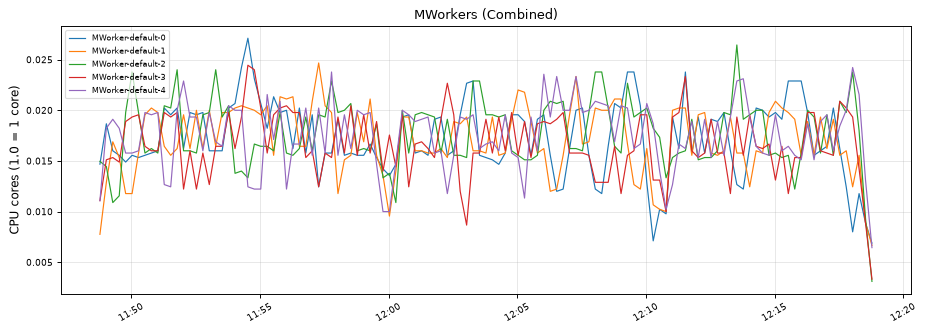 MWorkers (Combined)
CPU cores (1.0 = 1 core)
0.025
0.020
0.015
0.010
0.005
MWorker-default-0
MWorker-default-1
MWorker-default-2
MWorker-default-3
MWorker-default-4
11:50
11:55
12:00
12:05
12:10
12:15
12:20